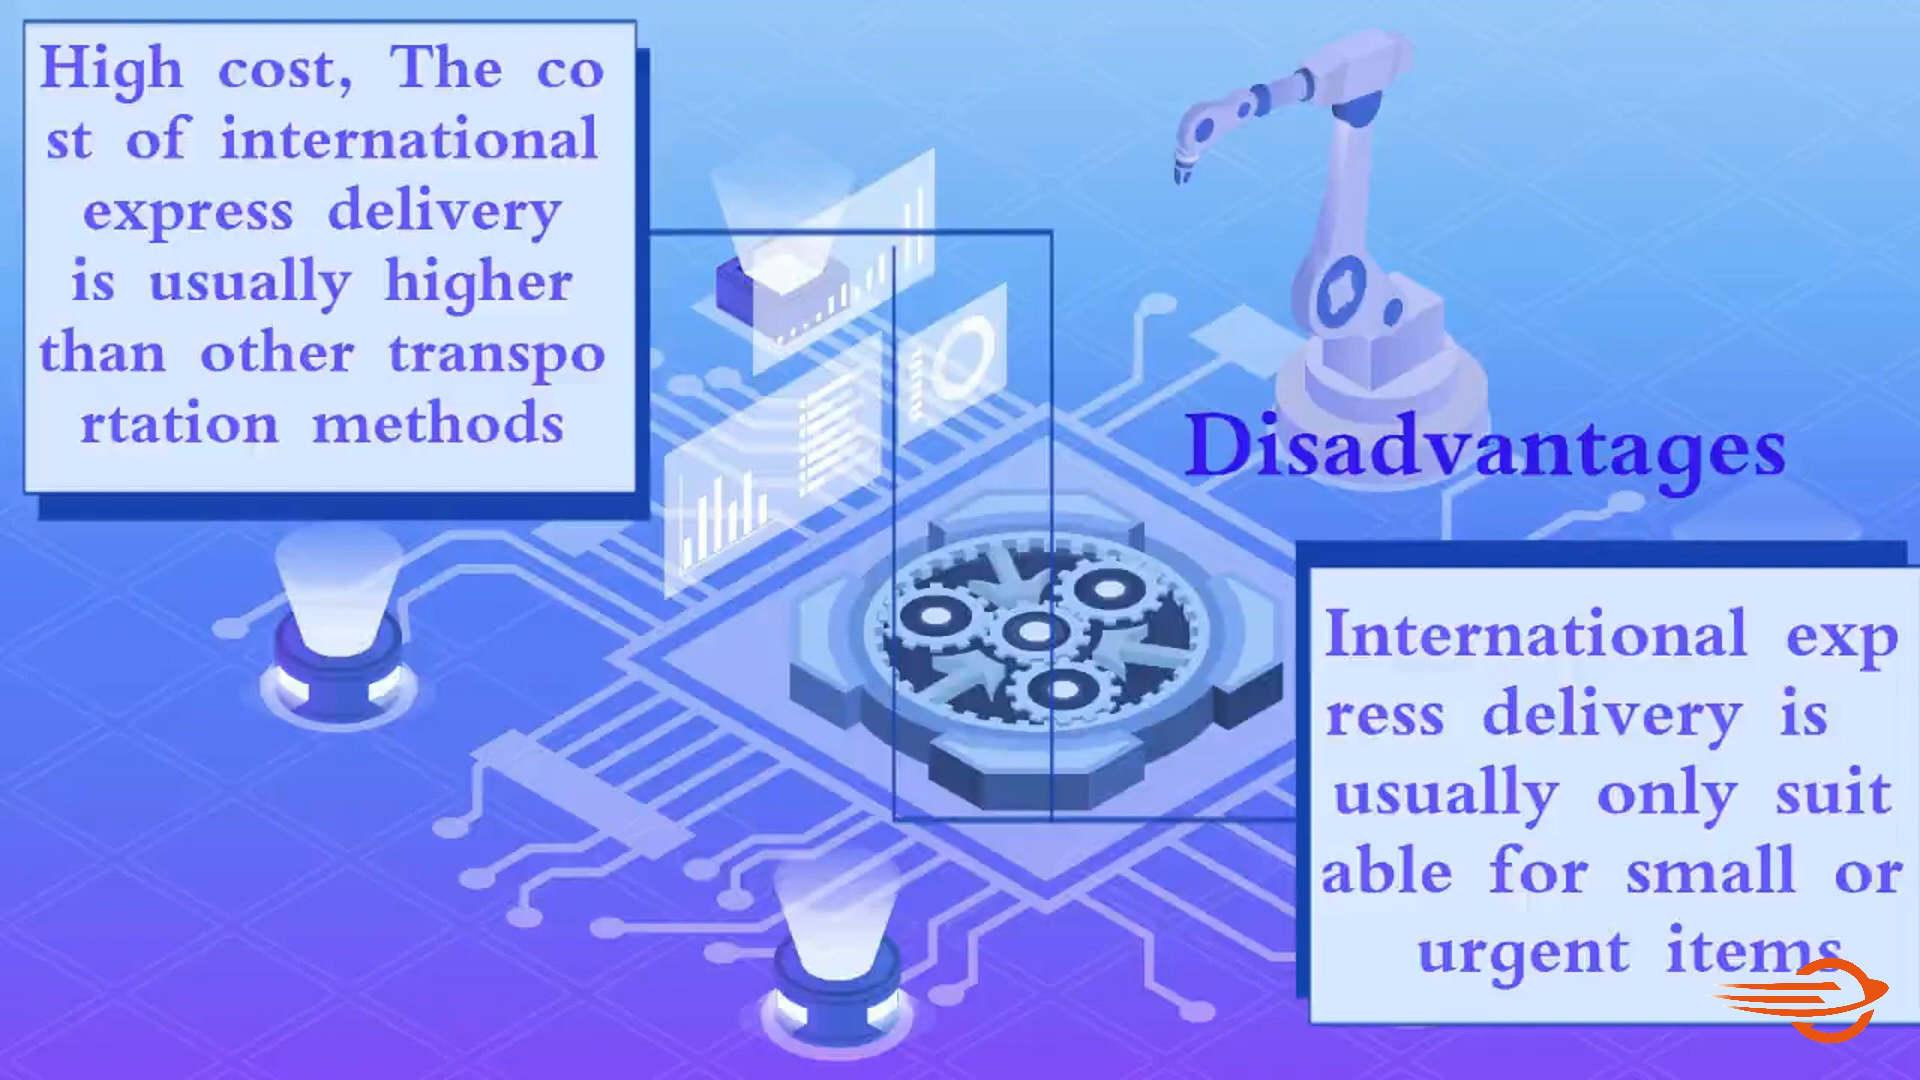 High cost, The co
st of international
express delivery
is usually higher
than other transpo
rtation methods
Disadvantages
International exp
ress delivery is
usually only suit
able for small or
urgent items